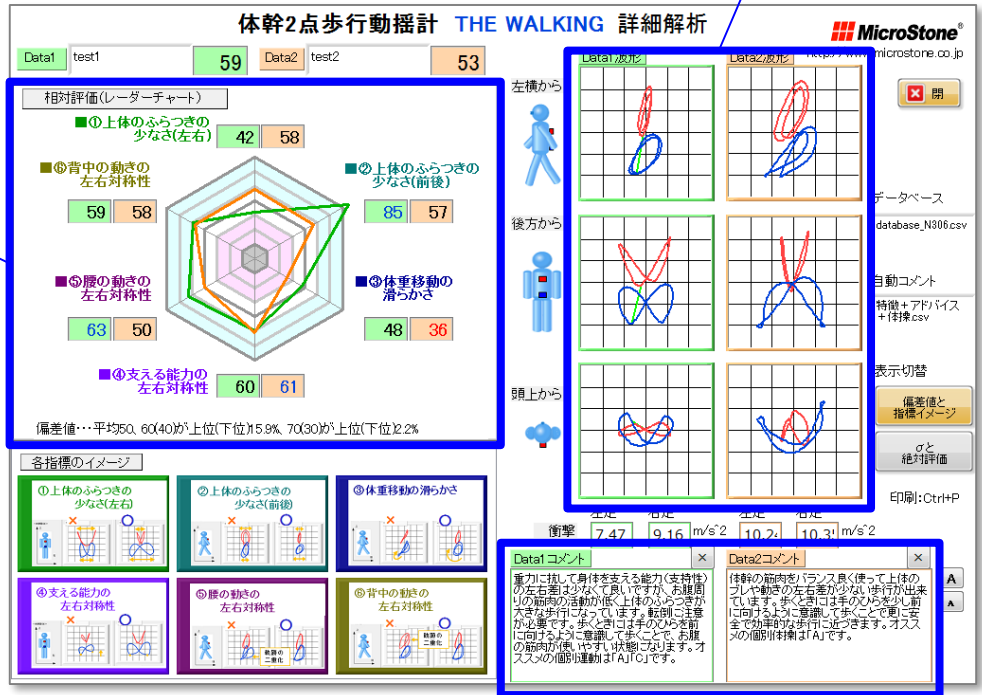 体幹2点歩行動揺計 THE WALKING 詳細解析
MicroStone®
microstone.co.jp
Data1 test1 59 Data2 test2 53
閉
相対評価(レーダーチャート)
■①上体のふらつきの
少なさ(左右) 42 58
■⑥背中の動きの
左右対称性
59 58
■②上体のふらつきの
少なさ(前後)
85 57
■⑤腰の動きの
左右対称性
63 50
■③体重移動の
滑らかさ
48 36
■④支える能力の
左右対称性 60 61
偏差値・・・平均50、60(40)が上位(下位)15.9%、70(30)が上位(下位)2.2%
Data1波形 Data2波形
左横から
後方から
頭上から
データベース
database_N306.csv
自動コメント
特徴+アドバイス
+体操.csv
表示切替
偏差値と
指標イメージ
σと
絶対評価
印刷:Ctrl+P
左足 右足 左足 右足
衝撃 7.47 9.16 m/s^2 10.2 10.3 m/s^2
各指標のイメージ
①上体のふらつきの
少なさ(左右)
②上体のふらつきの
少なさ(前後)
③体重移動の滑らかさ
④支える能力の
左右対称性
⑤腰の動きの
左右対称性
軌跡の
二重化
⑥背中の動きの
左右対称性
軌跡の
二重化
Data1コメント
重力に抗して身体を支える能力(支持性)
の左右差は少なくて良いですが、お腹周
りの筋肉の活動が低く上体のふらつきが
大きな歩行になっています。転倒に注意
が必要です。歩くときには手のひらを前
に向けるように意識して歩くことで、お腹
の筋肉が使いやすい状態になります。オ
ススメの個別運動は「A」「C」です。
Data2コメント
体幹の筋肉をバランス良く使って上体の
ブレや動きの左右差が少ない歩行が出来
ています。歩くときには手のひらを少し前
に向けるように意識して歩くことで更に安
全で効率的な歩行に近づきます。オスス
メの個別体操は「A」です。
A
A